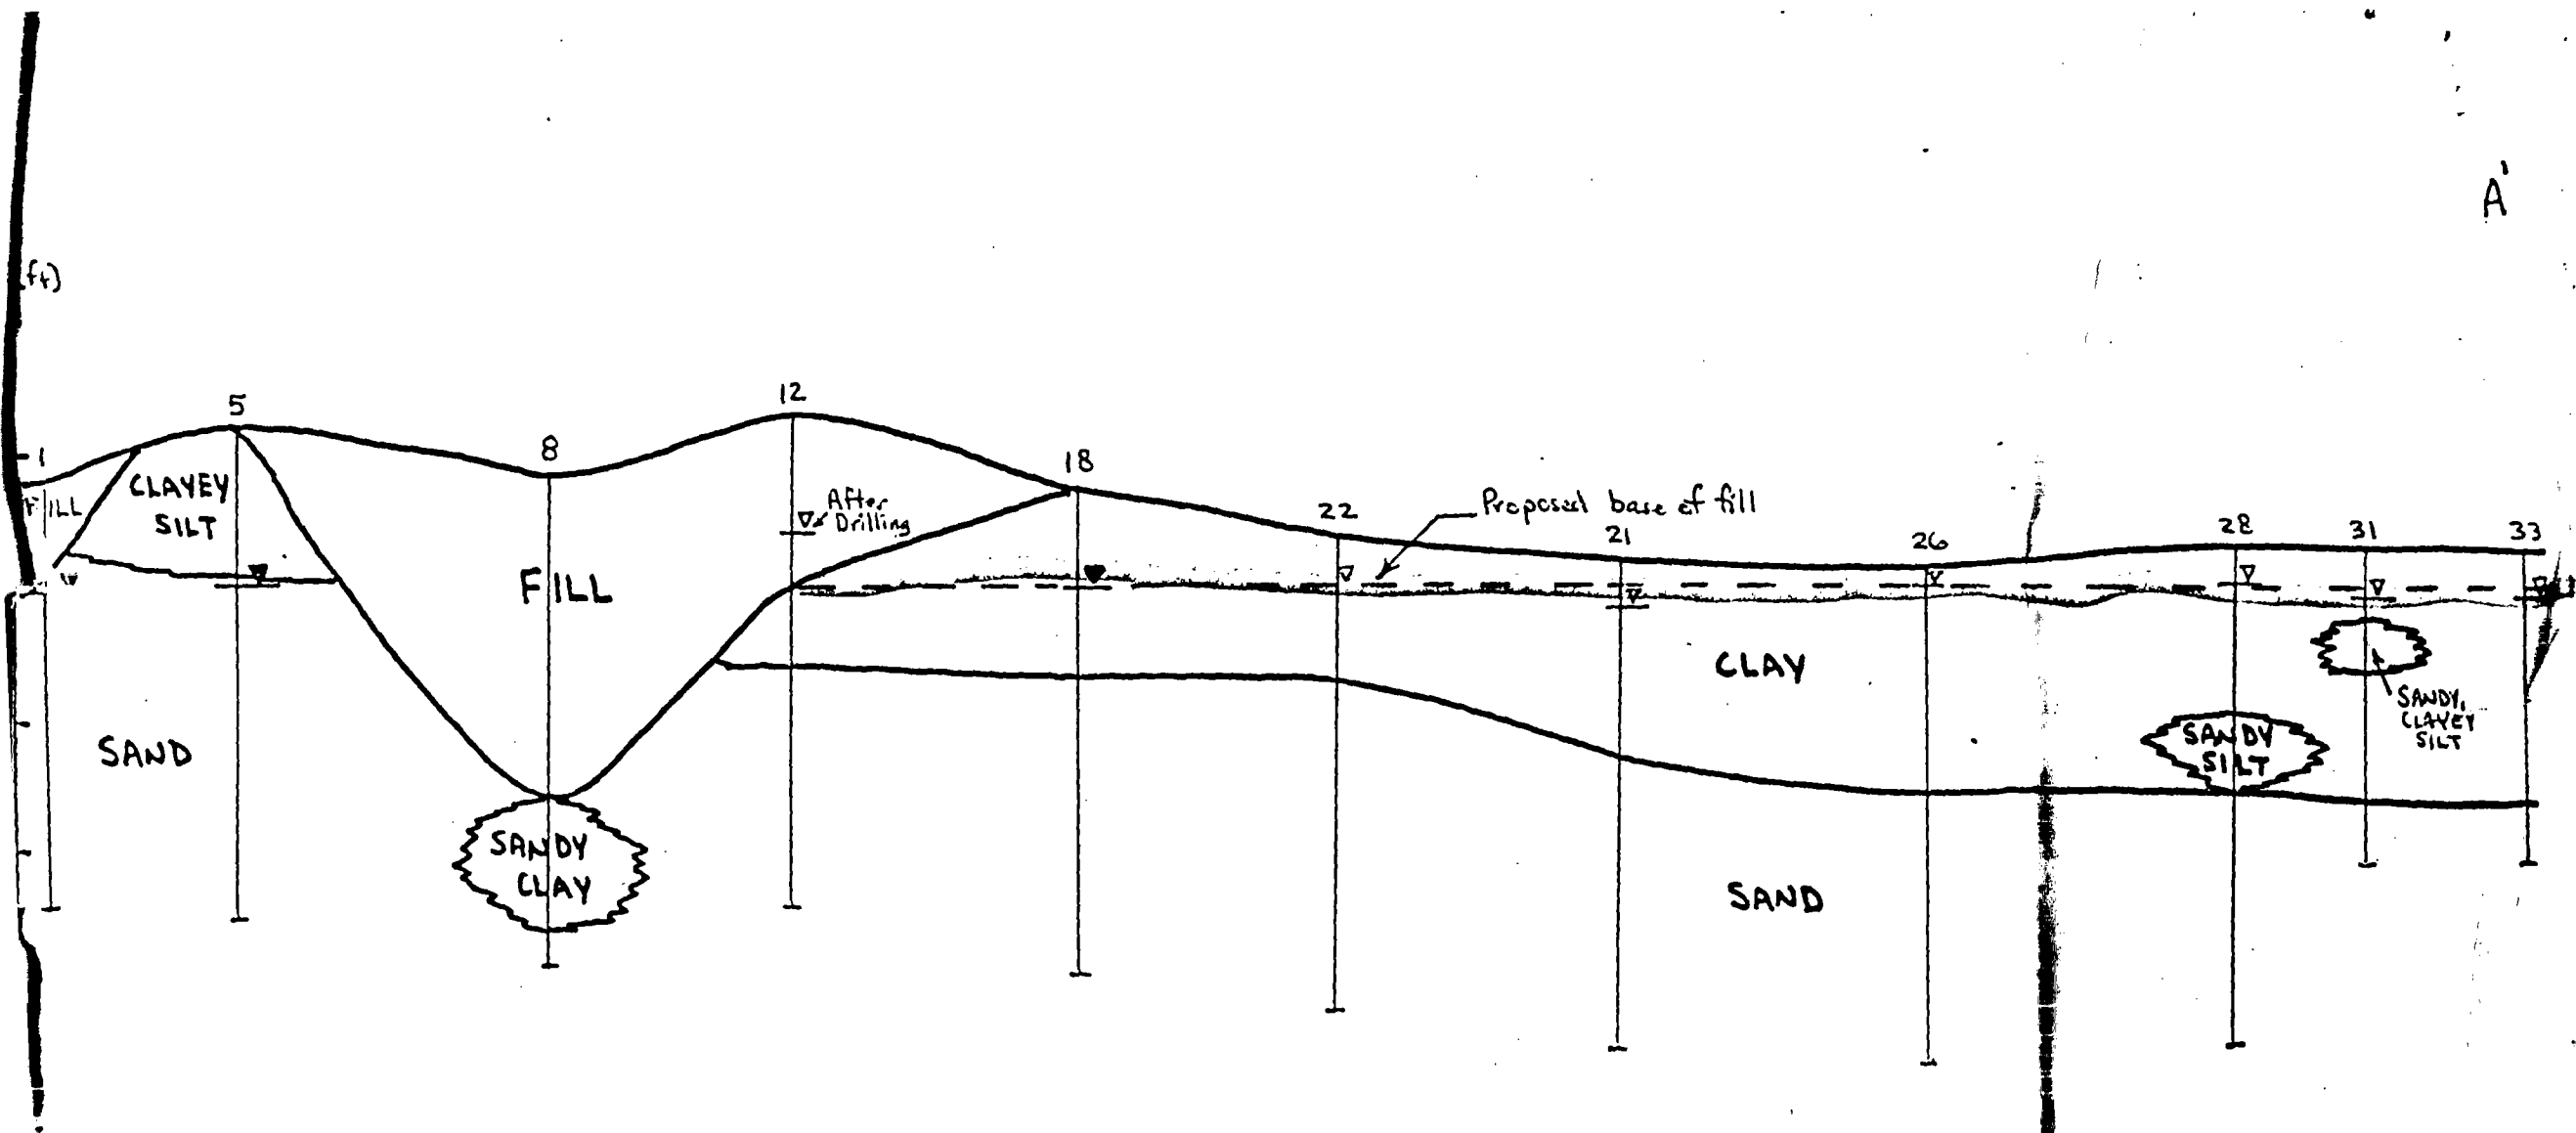 A'
(ft)
12
5
8
1
18
CLAYEY
SILT
FILL
After
Drilling
Proposed base of fill
22
21
26
28
31
33
FILL
CLAY
SANDY,
CLAYEY
SILT
SANDY
SILT
SAND
SANDY
CLAY
SAND